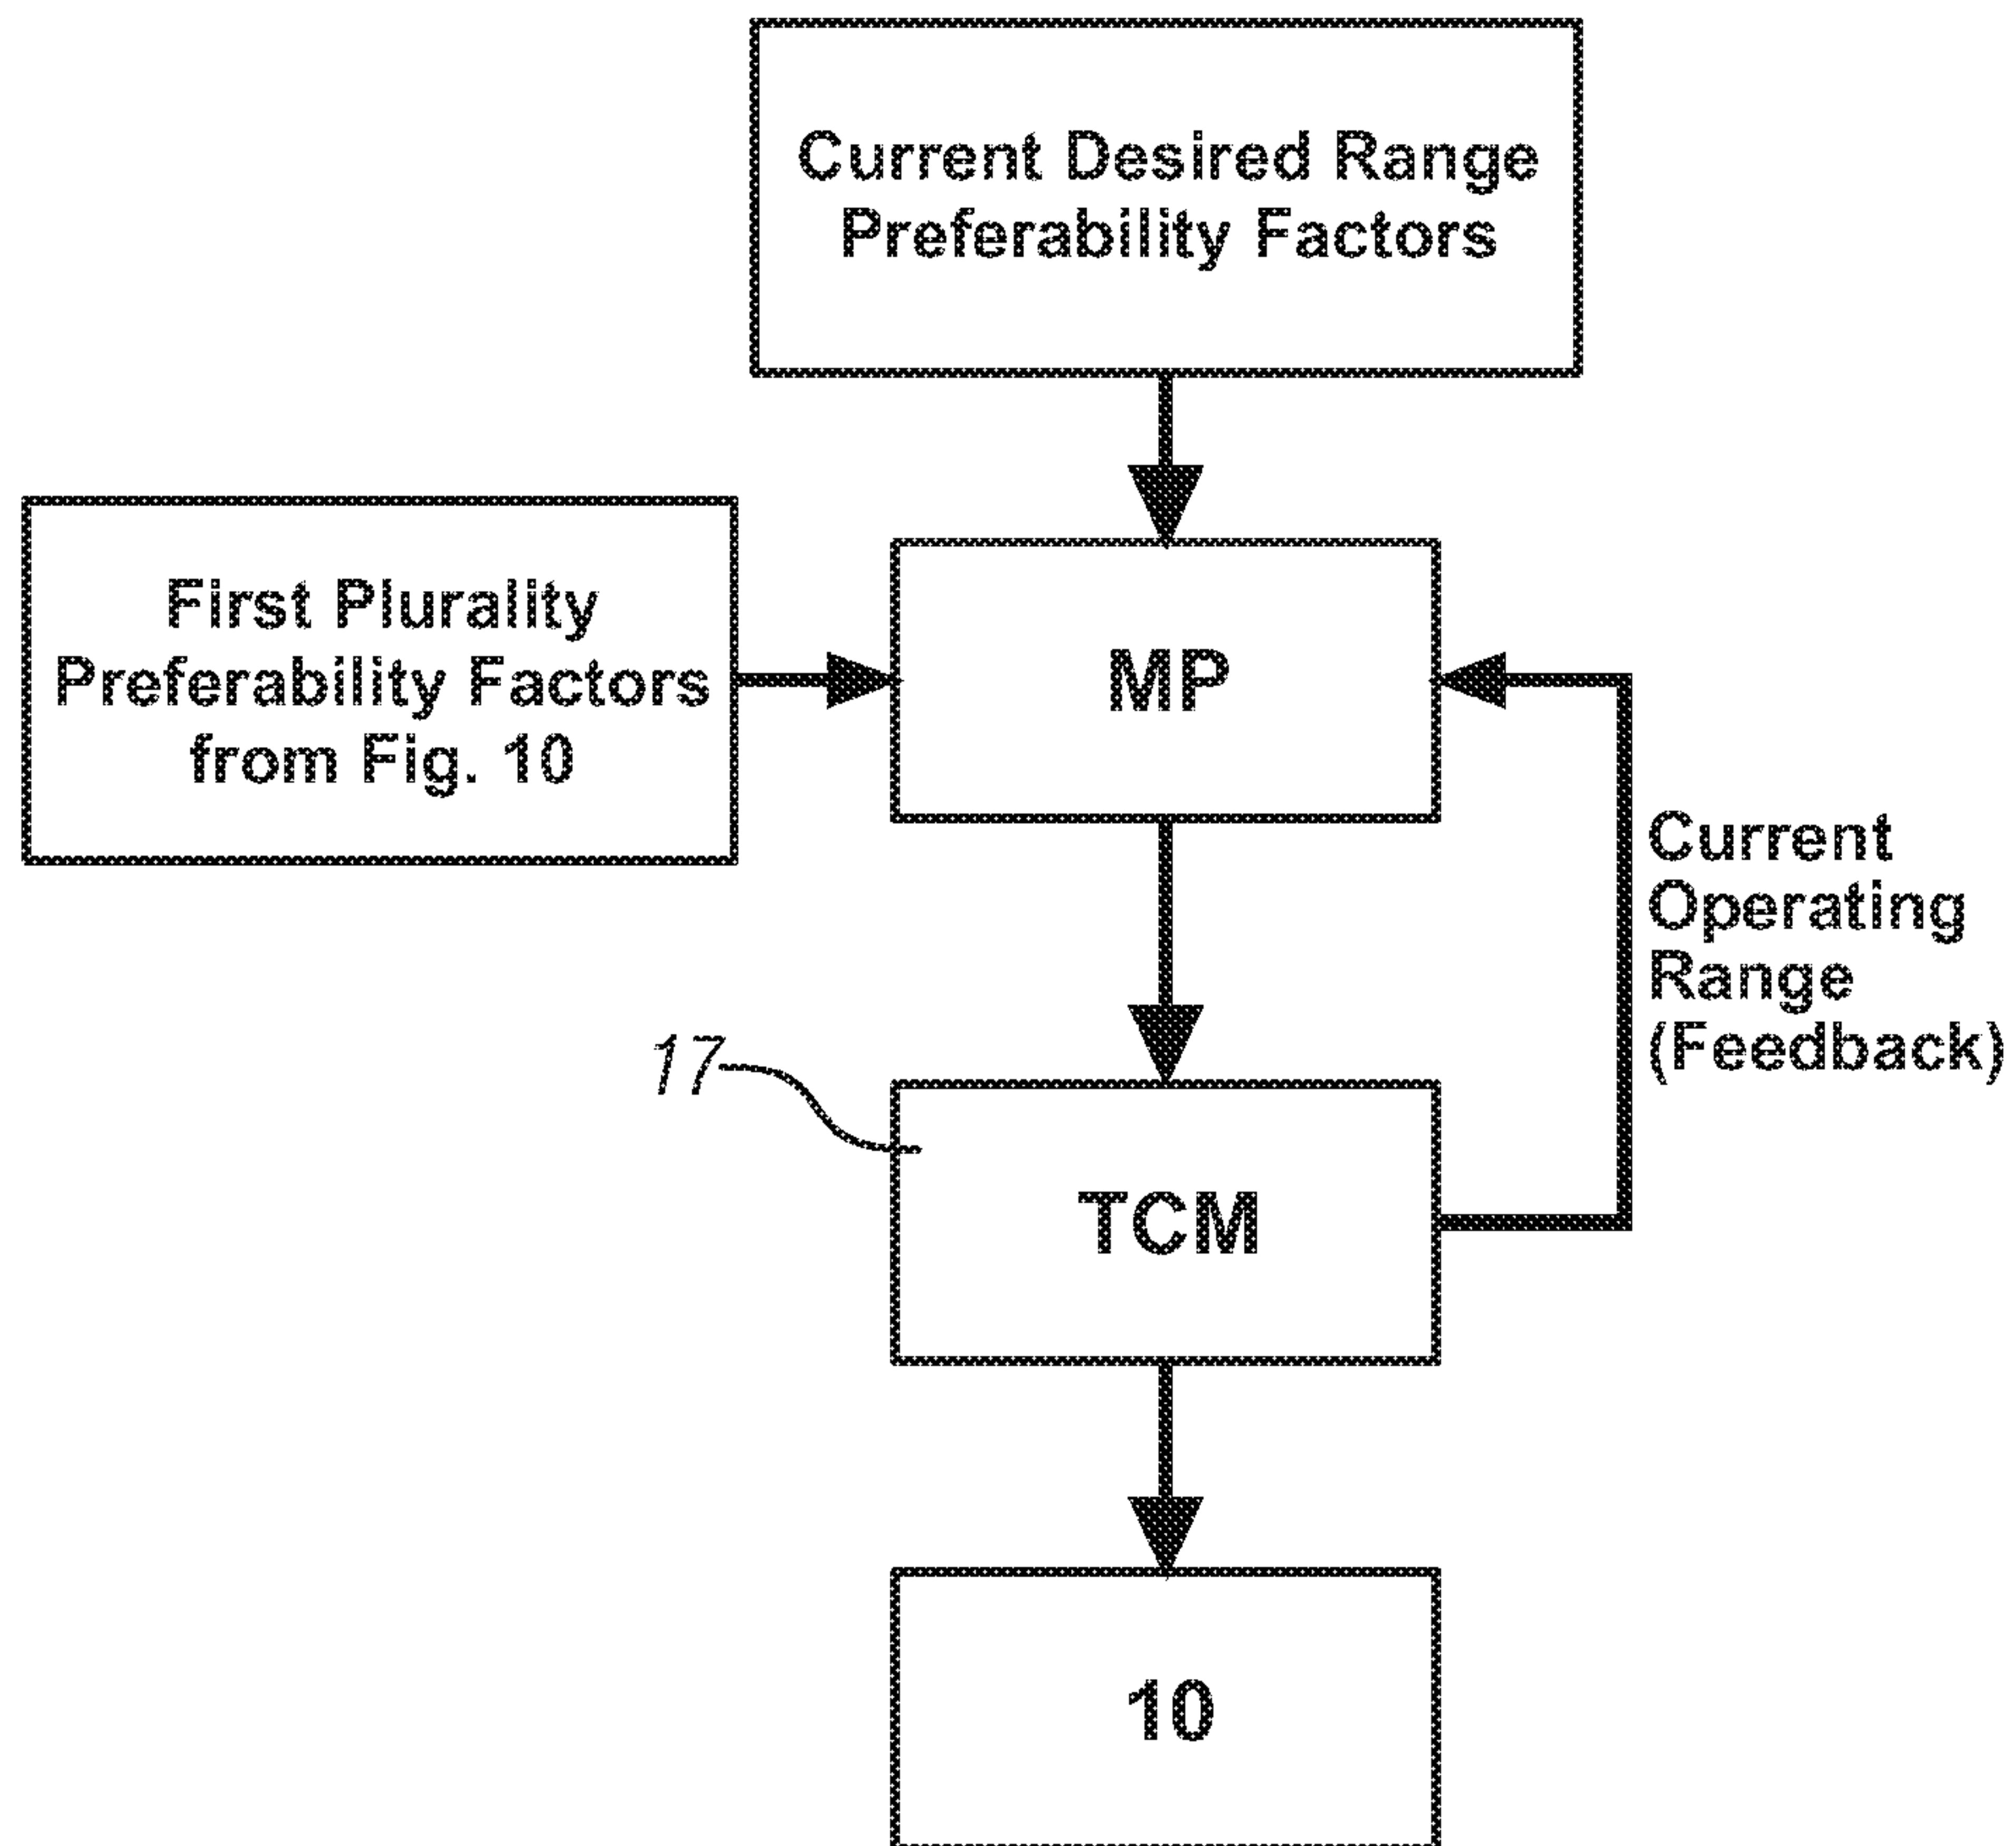 Current Desired Range
Preferability Factors
First Plurality
Preferability Factors
from Fig. 10
MP
Current
Operating
Range
(Feedback)
17
TCM
10